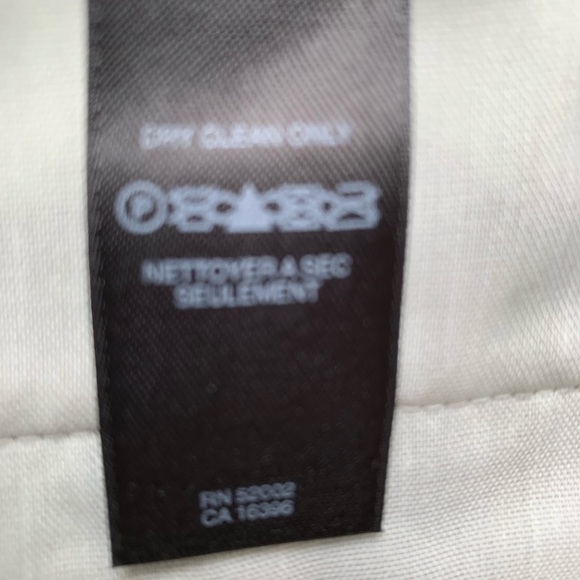 DRY CLEAN ONLY
P
NETTOYER A SEC
SEULEMENT
RN 52002
CA 16396